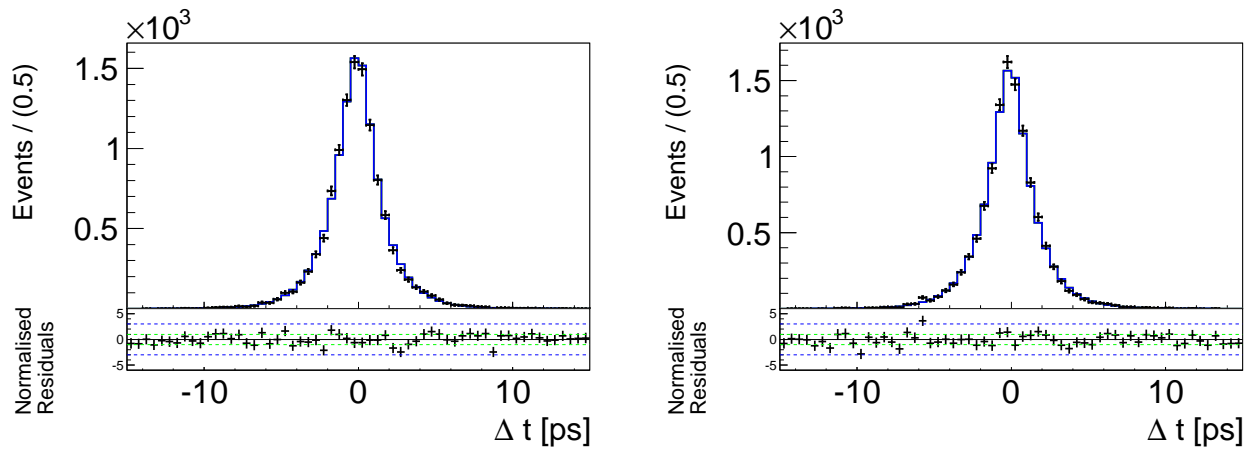 ×10³
Events / (0.5)
1.5
1
0.5
Normalised
Residuals
5
0
-5
-10
0
10
Δ t [ps]
×10³
Events / (0.5)
1.5
1
0.5
Normalised
Residuals
5
0
-5
-10
0
10
Δ t [ps]